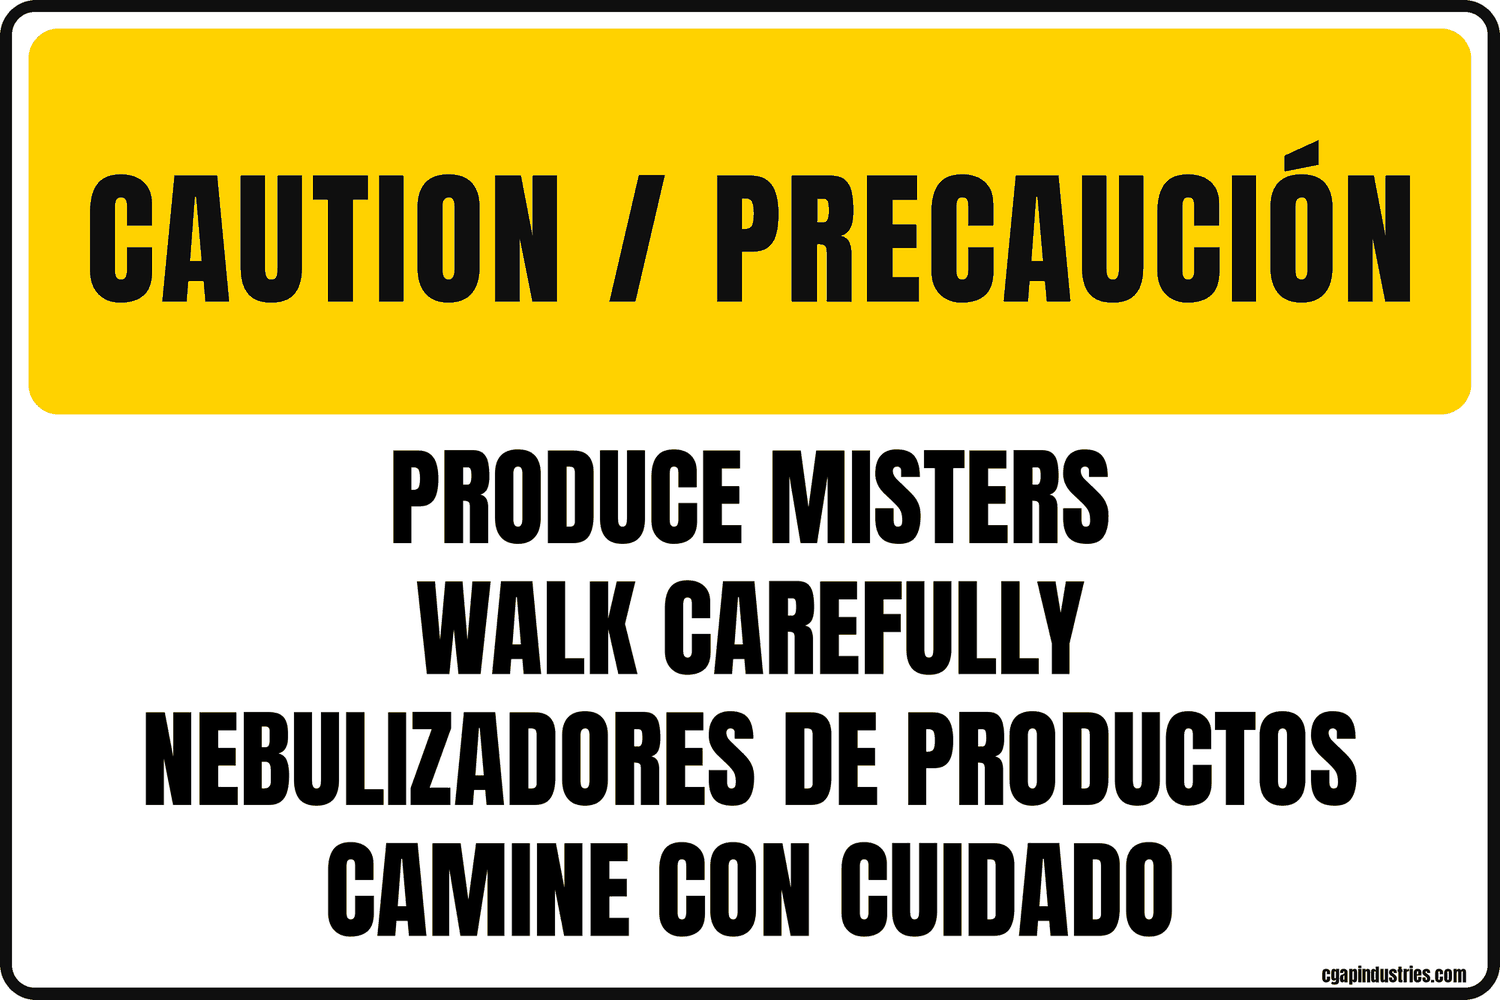 CAUTION / PRECAUCIÓN
PRODUCE MISTERS
WALK CAREFULLY
NEBULIZADORES DE PRODUCTOS
CAMINE CON CUIDADO
cgapindustries.com